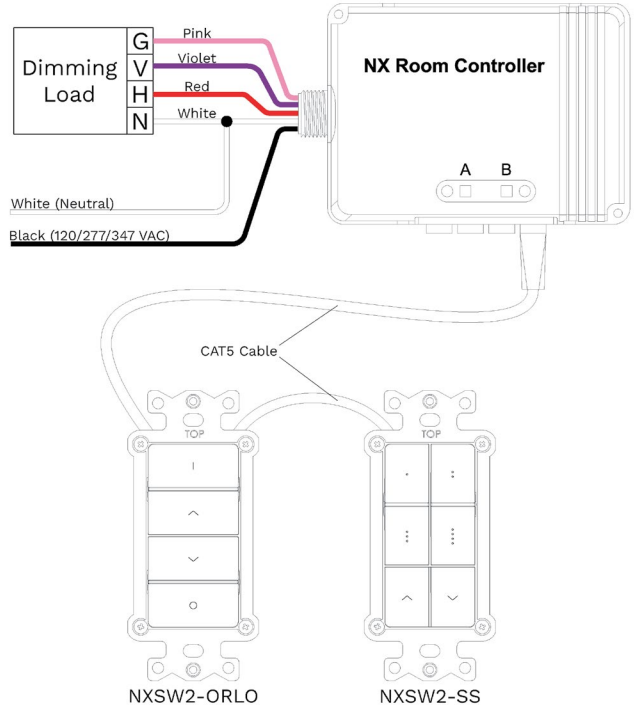 G Pink
Dimming Load
V Violet
H Red
N White
NX Room Controller
A B
White (Neutral)
Black (120/277/347 VAC)
CAT5 Cable
TOP
TOP
NXSW2-ORLO
NXSW2-SS